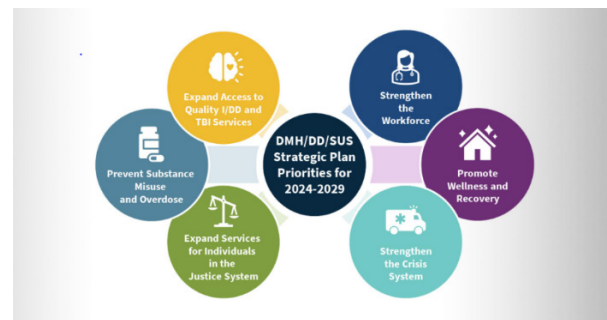 Expand Access to
Quality I/DD and
TBI Services
Strengthen
the
Workforce
DMH/DD/SUS
Strategic Plan
Priorities for
2024-2029
Prevent Substance
Misuse
and Overdose
Promote
Wellness and
Recovery
Expand Services
for Individuals
in the
Justice System
Strengthen
the Crisis
System